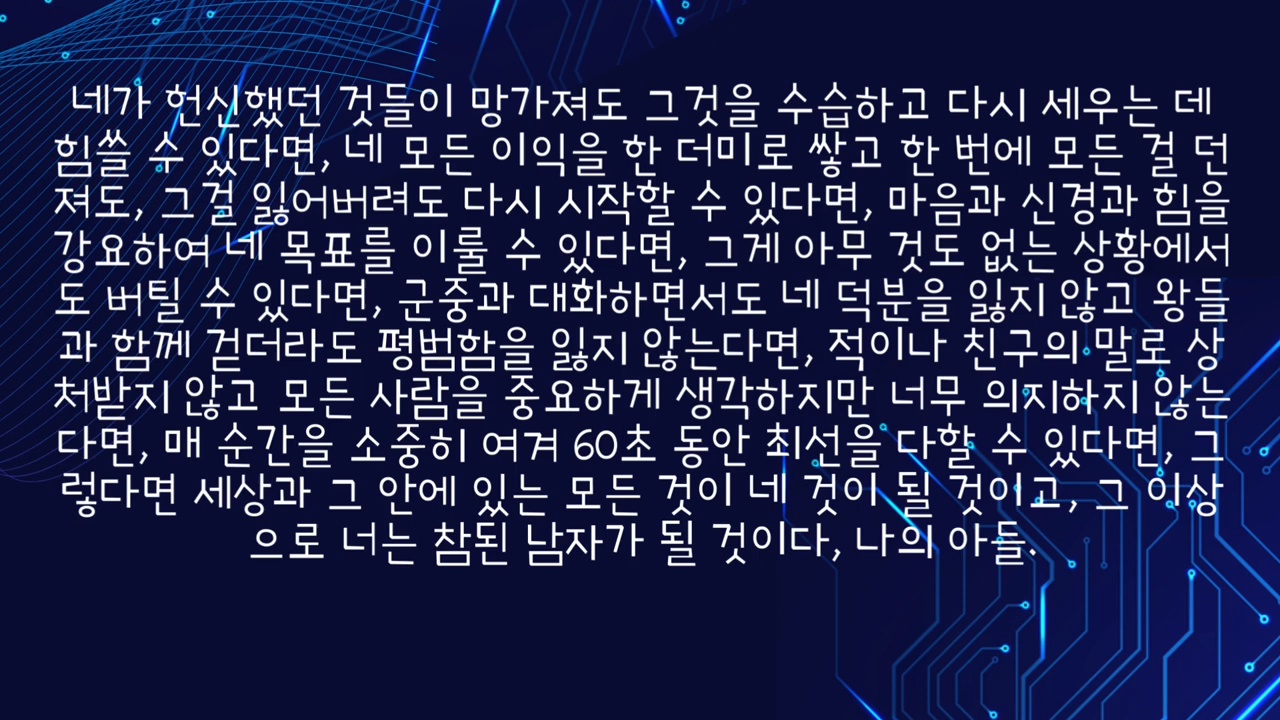 네가 헌신했던 것들이 망가져도 그것을 수습하고 다시 세우는 데
힘쓸 수 있다면, 네 모든 이익을 한 더미로 쌓고 한 번에 모든 걸 던
져도, 그걸 잃어버려도 다시 시작할 수 있다면, 마음과 신경과 힘을
강요하여 네 목표를 이룰 수 있다면, 그게 아무 것도 없는 상황에서
도 버틸 수 있다면, 군중과 대화하면서도 네 덕분을 잃지 않고 왕들
과 함께 걷더라도 평범함을 잃지 않는다면, 적이나 친구의 말로 상
처받지 않고 모든 사람을 중요하게 생각하지만 너무 의지하지 않는
다면, 매 순간을 소중히 여겨 60초 동안 최선을 다할 수 있다면, 그
렇다면 세상과 그 안에 있는 모든 것이 네 것이 될 것이고, 그 이상
으로 너는 참된 남자가 될 것이다, 나의 아들.